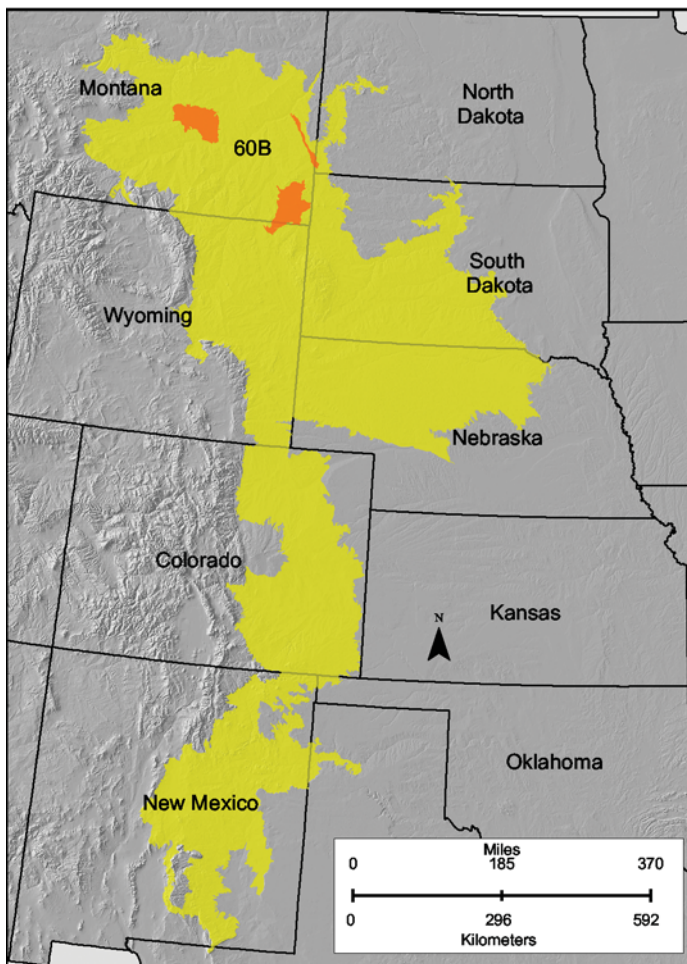 Montana
North
Dakota
60B
South
Dakota
Wyoming
Nebraska
Colorado
N
Kansas
Oklahoma
New Mexico
Miles
0 185 370
0 296 592
Kilometers